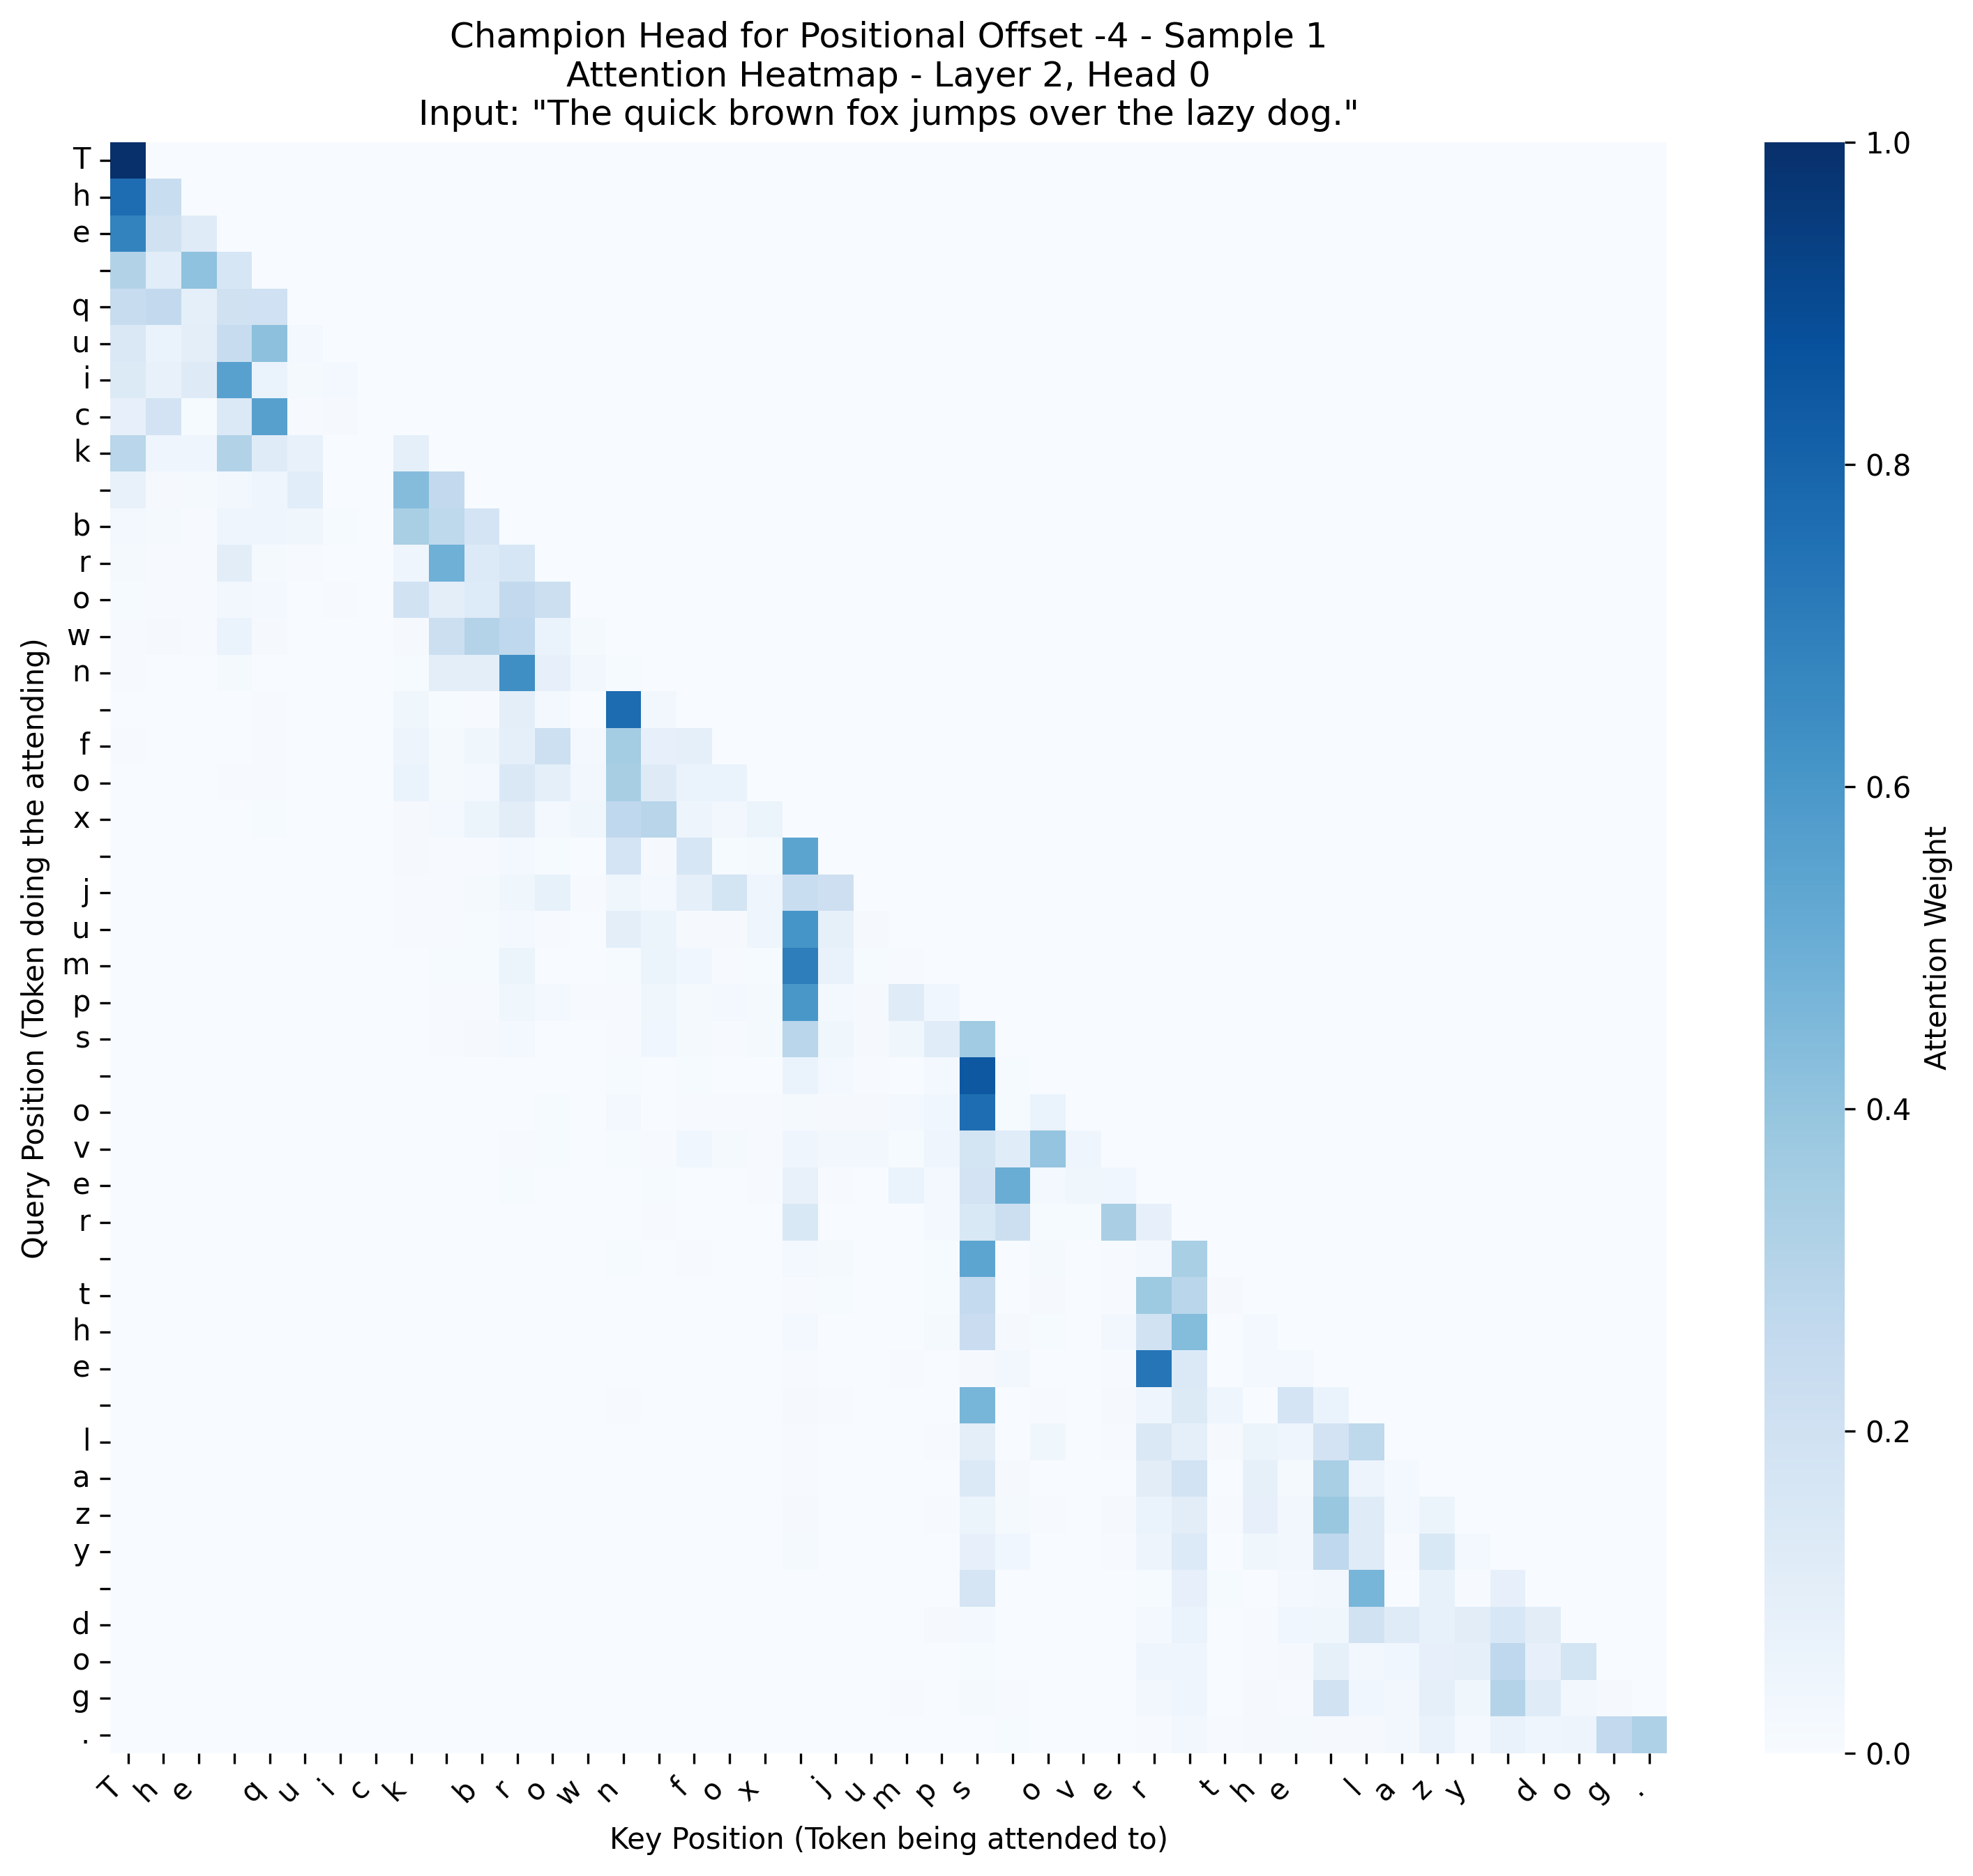 Champion Head for Positional Offset -4 - Sample 1
Attention Heatmap - Layer 2, Head 0
Input: "The quick brown fox jumps over the lazy dog."
Query Position (Token doing the attending)
T
h
e
q
u
i
c
k
b
r
o
w
n
f
o
x
j
u
m
p
s
o
v
e
r
t
h
e
l
a
z
y
d
o
g
.
T h e q u i c k b r o w n f o x j u m p s o v e r t h e l a z y d o g .
Key Position (Token being attended to)
1.0
0.8
0.6
0.4
0.2
0.0
Attention Weight